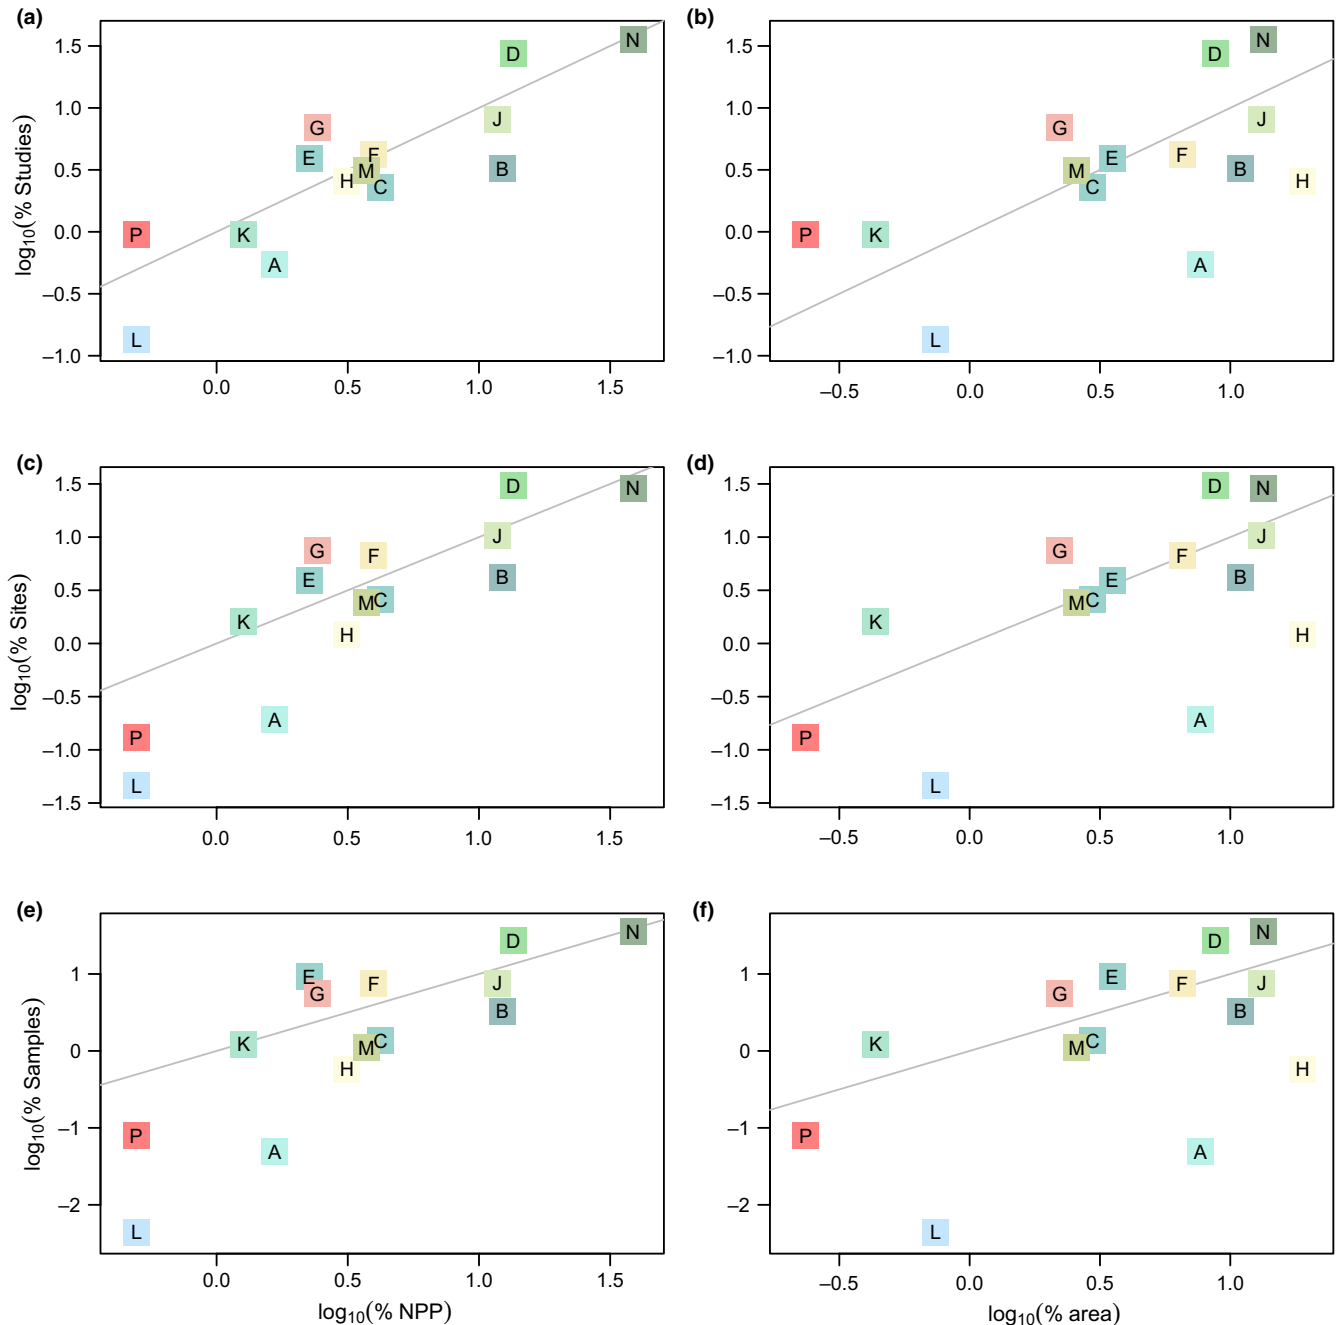 (a)
log10(% Studies)
1.5
1.0
0.5
0.0
–0.5
–1.0
0.0
0.5
1.0
1.5
N
D
J
G
F
E
M
B
H
C
P
K
A
L
(b)
1.5
1.0
0.5
0.0
–0.5
–1.0
–0.5
0.0
0.5
1.0
N
D
J
G
F
E
M
B
H
C
P
K
A
L
(c)
log10(% Sites)
1.5
1.0
0.5
0.0
–0.5
–1.0
–1.5
0.0
0.5
1.0
1.5
D
N
J
G
F
E
B
M
C
K
H
A
P
L
(d)
1.5
1.0
0.5
0.0
–0.5
–1.0
–1.5
–0.5
0.0
0.5
1.0
D
N
J
G
F
E
B
M
C
K
H
A
P
L
(e)
log10(% Samples)
1
0
–1
–2
0.0
0.5
1.0
1.5
log10(% NPP)
N
D
E
G
F
J
B
K
M
C
H
P
A
L
(f)
1
0
–1
–2
–0.5
0.0
0.5
1.0
log10(% area)
N
D
E
G
F
J
B
K
M
C
H
P
A
L